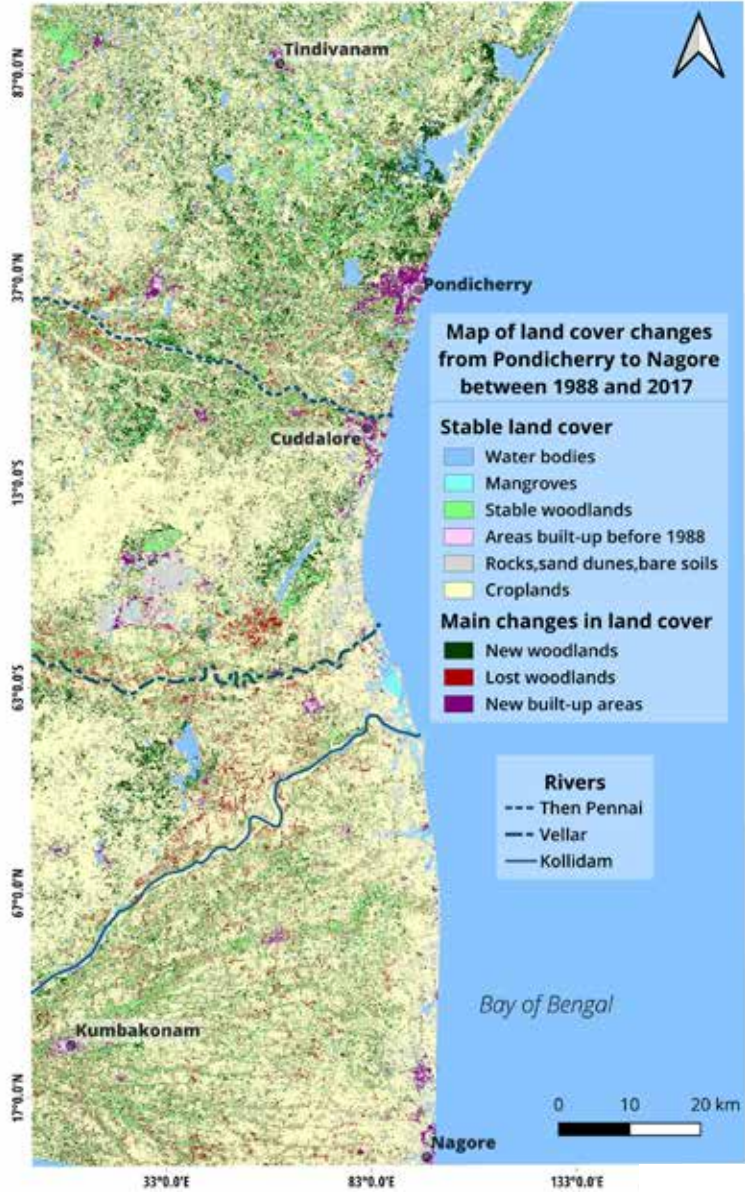 Tindivanam
87°0.0'N
37°0.0'N
Pondicherry
Map of land cover changes
from Pondicherry to Nagore
between 1988 and 2017
Stable land cover
Water bodies
Mangroves
Stable woodlands
Areas built-up before 1988
Rocks,sand dunes,bare soils
Croplands
Main changes in land cover
New woodlands
Lost woodlands
New built-up areas
Cuddalore
13°0.0'S
63°0.0'S
Rivers
Then Pennai
Vellar
Kollidam
67°0.0'N
Bay of Bengal
Kumbakonam
17°0.0'N
0 10 20 km
Nagore
33°0.0'E 83°0.0'E 133°0.0'E